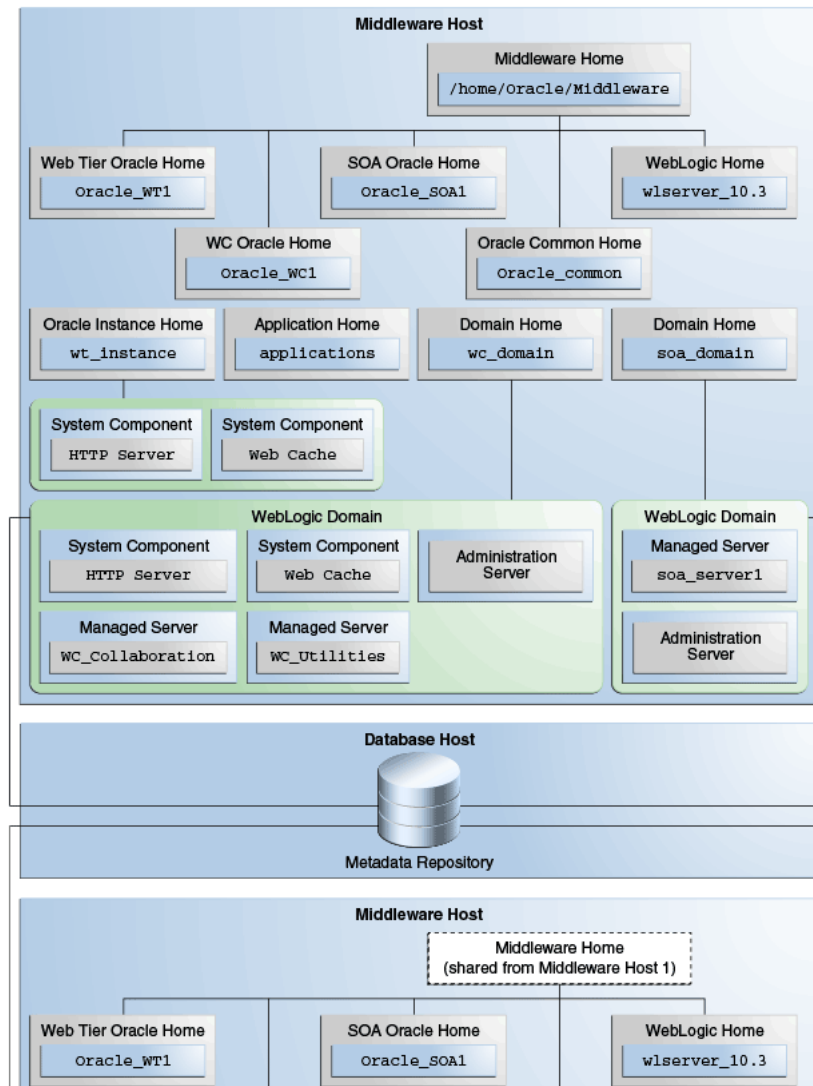 Middleware Host
Middleware Home
/home/Oracle/Middleware
Web Tier Oracle Home
Oracle_WT1
SOA Oracle Home
Oracle_SOA1
WebLogic Home
wlserver_10.3
WC Oracle Home
Oracle_WC1
Oracle Common Home
Oracle_common
Oracle Instance Home
wt_instance
Application Home
applications
Domain Home
wc_domain
Domain Home
soa_domain
System Component
HTTP Server
System Component
Web Cache
WebLogic Domain
System Component
HTTP Server
System Component
Web Cache
Administration
Server
Managed Server
WC_Collaboration
Managed Server
WC_Utilities
WebLogic Domain
Managed Server
soa_server1
Administration
Server
Database Host
Metadata Repository
Middleware Host
Middleware Home
(shared from Middleware Host 1)
Web Tier Oracle Home
Oracle_WT1
SOA Oracle Home
Oracle_SOA1
WebLogic Home
wlserver_10.3